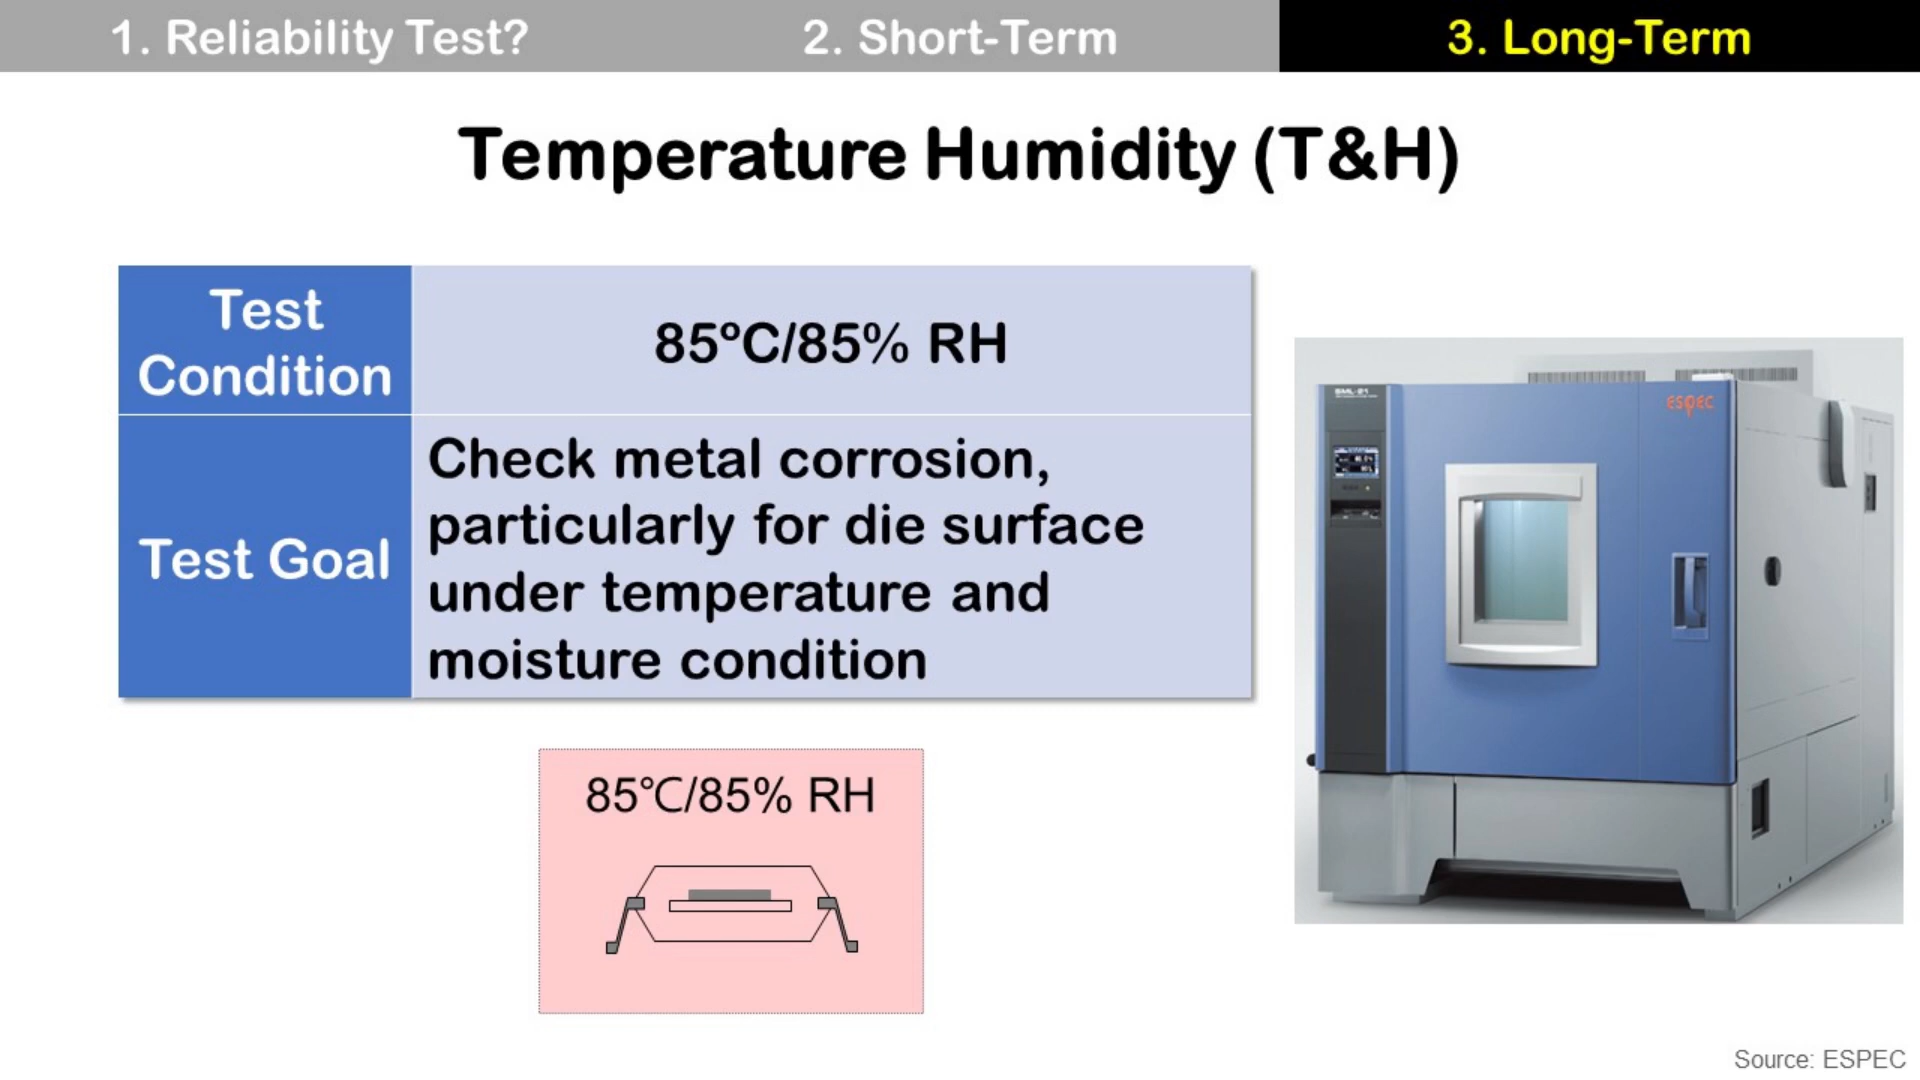 1. Reliability Test?
2. Short-Term
3. Long-Term
Temperature Humidity (T&H)
Test
Condition
85ºC/85% RH
Test Goal
Check metal corrosion,
particularly for die surface
under temperature and
moisture condition
ESPEC
85℃/85% RH
Source: ESPEC